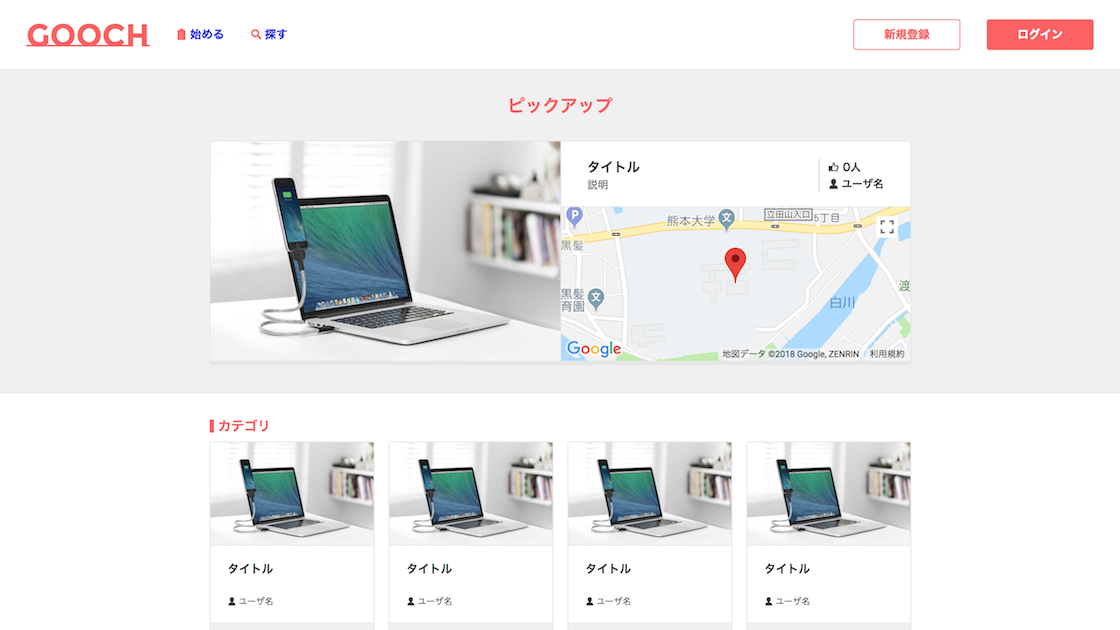 GOOCH
始める
探す
新規登録
ログイン
ピックアップ
タイトル
説明
0人
ユーザ名
P
熊本大学
文
立田山入口
5丁目
黒髪
渡
黒髪
育園
文
白川
Google
地図データ ©2018 Google, ZENRIN
利用規約
カテゴリ
タイトル
タイトル
タイトル
タイトル
ユーザ名
ユーザ名
ユーザ名
ユーザ名